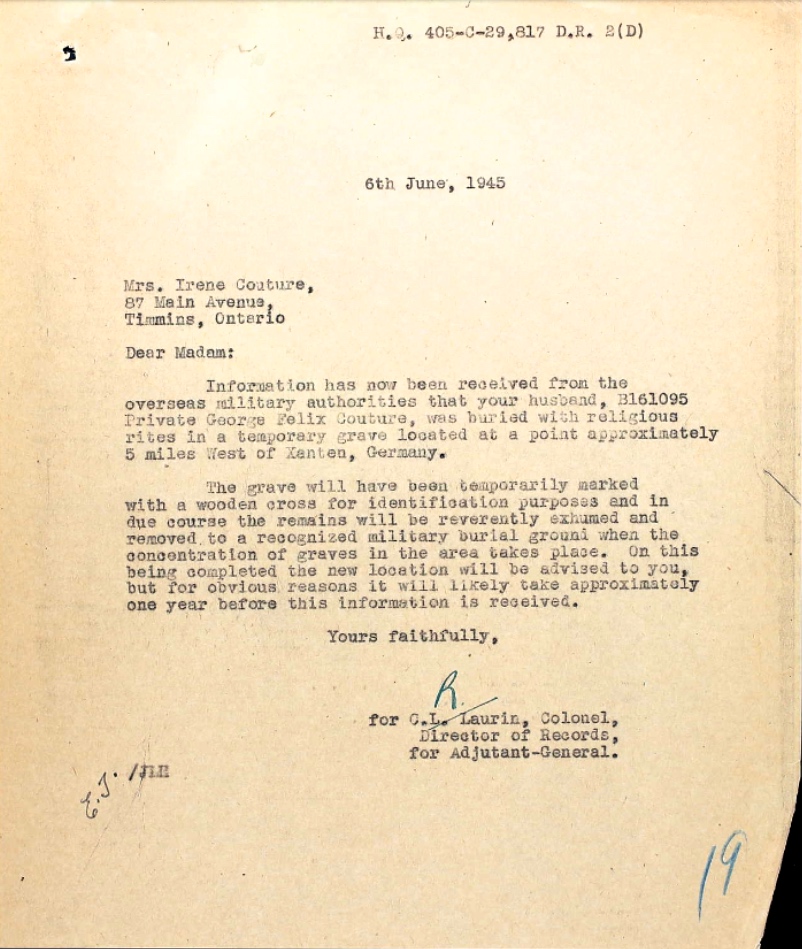 H.Q. 405-C-29,817 D.R. 2(D)
6th June, 1945
Mrs. Irene Couture,
87 Main Avenue,
Timmins, Ontario
Dear Madam:
Information has now been received from the
overseas military authorities that your husband, B161095
Private George Felix Couture, was buried with religious
rites in a temporary grave located at a point approximately
5 miles West of Xanten, Germany.
The grave will have been temporarily marked
with a wooden cross for identification purposes and in
due course the remains will be reverently exhumed and
removed to a recognized military burial ground when the
concentration of graves in the area takes place. On this
being completed the new location will be advised to you,
but for obvious reasons it will likely take approximately
one year before this information is received.
Yours faithfully,
R.
for C.L. Laurin, Colonel,
Director of Records,
for Adjutant-General.
E.J.
19